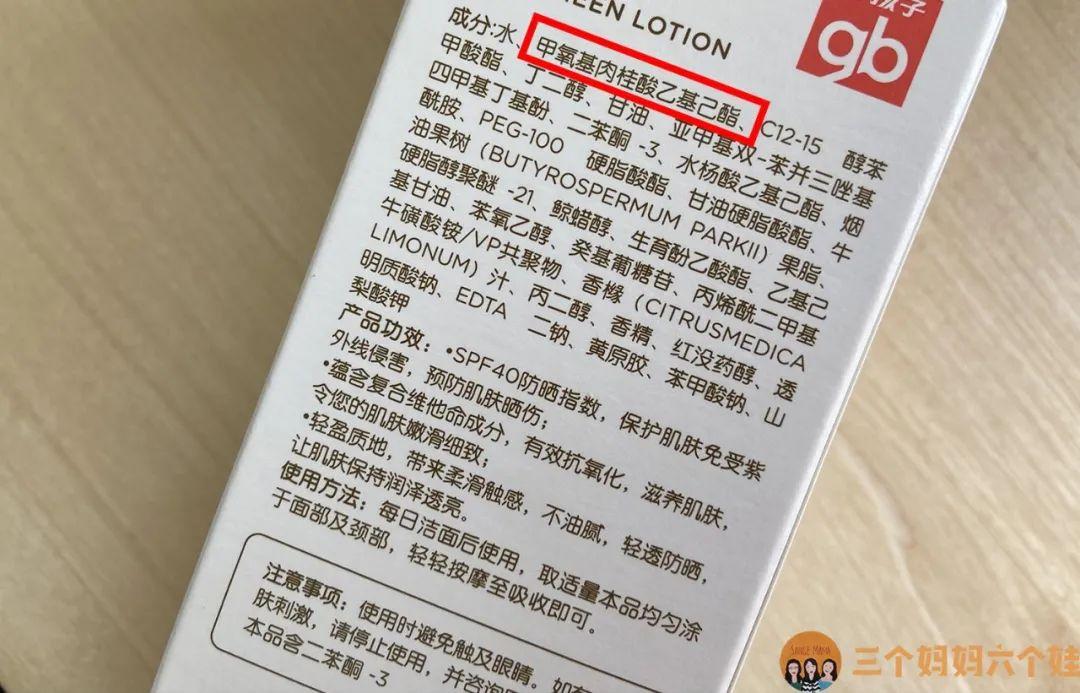 EEN LOTION
孩子
gb
成分:水、甲氧基肉桂酸乙基己酯、C12-15 醇苯
甲酸酯、丁二醇、甘油、亚甲基双-苯并三唑基
四甲基丁基酚、二苯酮 -3、水杨酸乙基己酯、烟
酰胺、PEG-100 硬脂酸酯、甘油硬脂酸酯、牛
油果树（BUTYROSPERMUM PARKII）果脂、
硬脂醇聚醚 -21、鲸蜡醇、生育酚乙酸酯、乙基己
基甘油、苯氧乙醇、癸基葡糖苷、丙烯酰二甲基
牛磺酸铵/VP共聚物、香橼（CITRUSMEDICA
LIMONUM）汁、丙二醇、香精、红没药醇、透
明质酸钠、EDTA 二钠、黄原胶、苯甲酸钠、山
梨酸钾
产品功效：•SPF40防晒指数，保护肌肤免受紫
外线侵害，预防肌肤晒伤；
•蕴含复合维他命成分，有效抗氧化，滋养肌肤，
令您的肌肤嫩滑细致；
•轻盈质地，带来柔滑触感，不油腻，轻透防晒，
让肌肤保持润泽透亮。
使用方法：每日洁面后使用，取适量本品均匀涂
于面部及颈部，轻轻按摩至吸收即可。
注意事项：使用时避免触及眼睛。如有
肤刺激，请停止使用，并咨询医
本品含二苯酮 -3
SANGE MAMA
三个妈妈六个娃